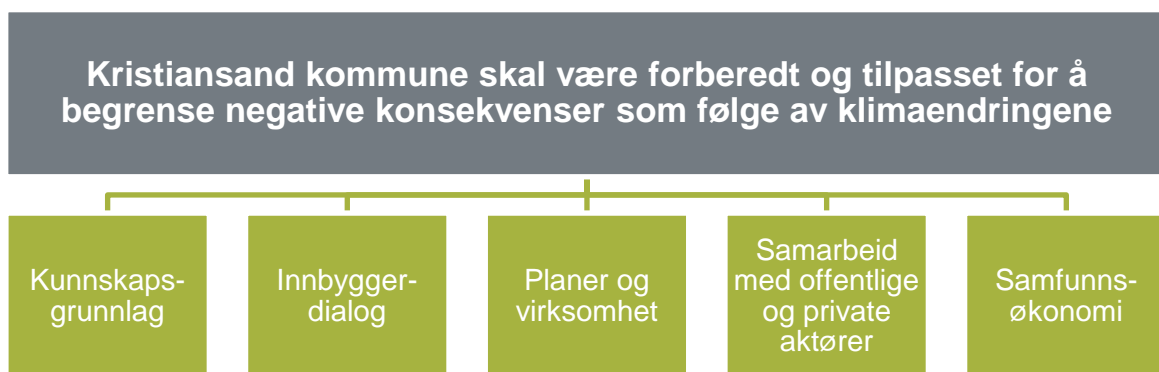 Kristiansand kommune skal være forberedt og tilpasset for å
begrense negative konsekvenser som følge av klimaendringene
Kunnskaps-
grunnlag
Innbygger-
dialog
Planer og
virksomhet
Samarbeid
med offentlige
og private
aktører
Samfunns-
økonomi